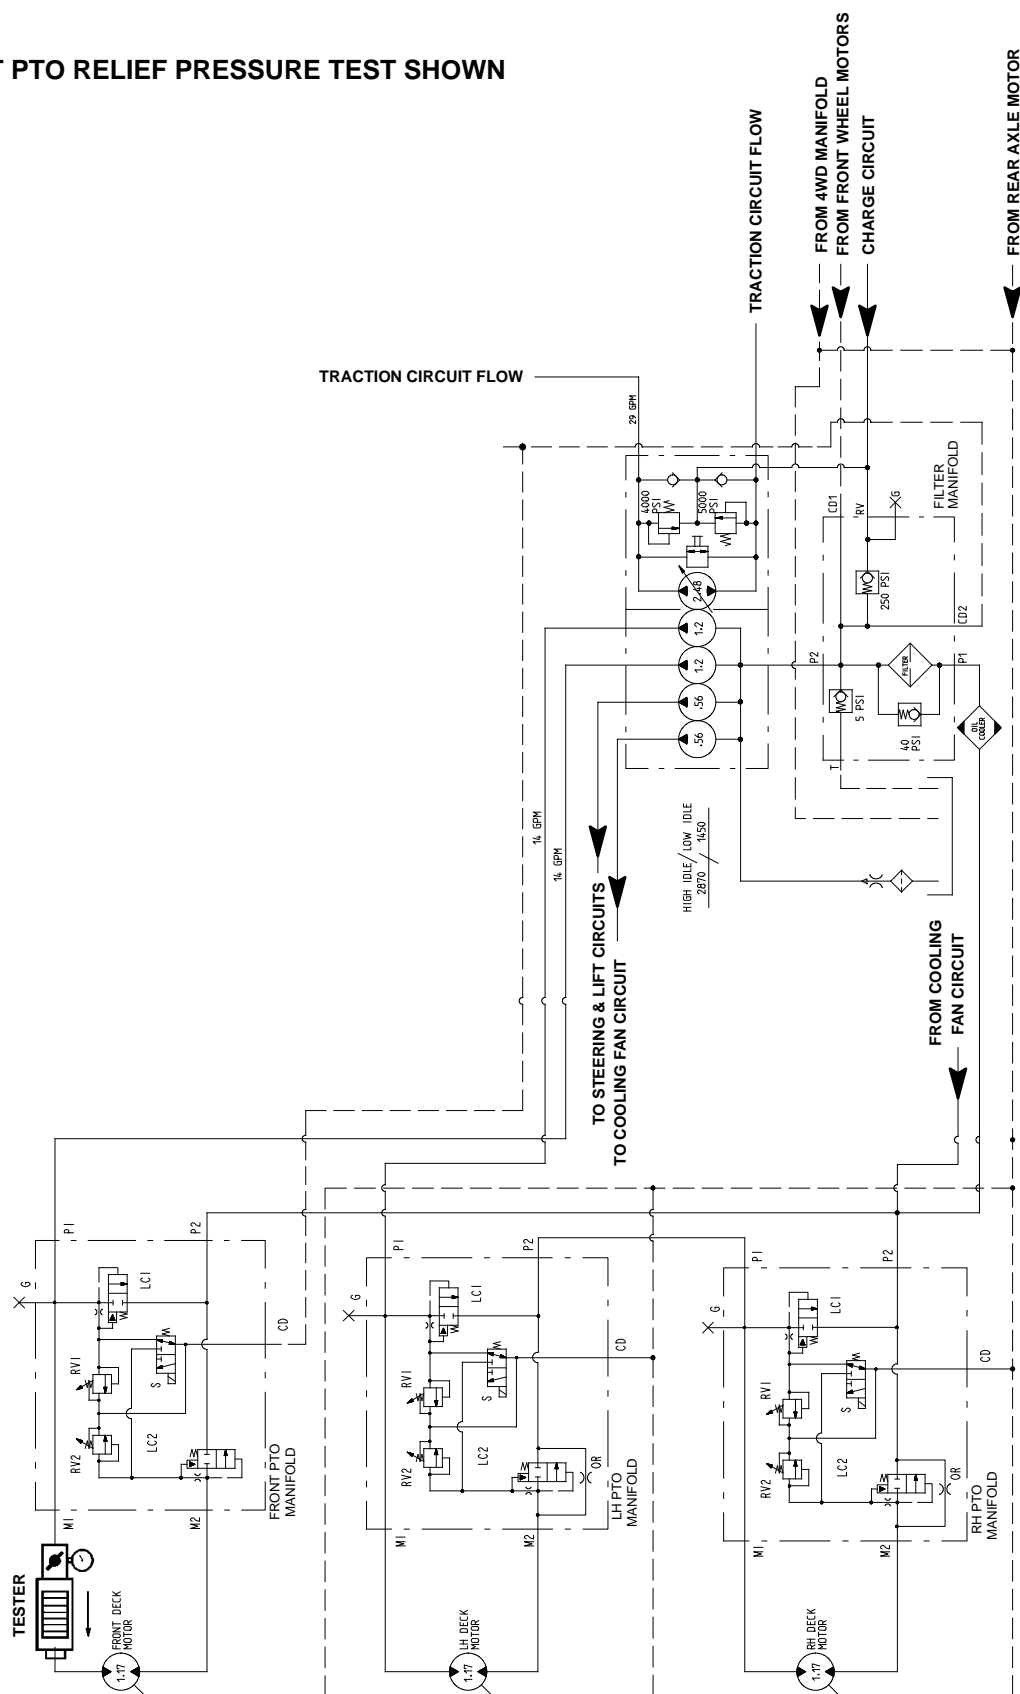 T PTO RELIEF PRESSURE TEST SHOWN
FROM 4WD MANIFOLD
FROM FRONT WHEEL MOTORS
CHARGE CIRCUIT
FROM REAR AXLE MOTOR
TRACTION CIRCUIT FLOW
TRACTION CIRCUIT FLOW
29 GPM
4000
PSI
5000
PSI
2.48
1.2
1.2
.56
.56
CD1
RV
G
FILTER
MANIFOLD
250 PSI
CD2
P2
P1
FILTER
5 PSI
40
PSI
T
OIL
COOLER
14 GPM
14 GPM
HIGH IDLE/LOW IDLE
2870 / 1450
TO STEERING & LIFT CIRCUITS
TO COOLING FAN CIRCUIT
FROM COOLING
FAN CIRCUIT
G
P1
P2
LC1
CD
RV1
S
RV2
LC2
FRONT PTO
MANIFOLD
M1
M2
TESTER
FRONT DECK
MOTOR
1.17
G
P1
P2
LC1
CD
RV1
S
RV2
LC2
OR
LH PTO
MANIFOLD
M1
M2
LH DECK
MOTOR
1.17
G
P1
P2
LC1
CD
RV1
S
RV2
LC2
OR
RH PTO
MANIFOLD
M1
M2
RH DECK
MOTOR
1.17